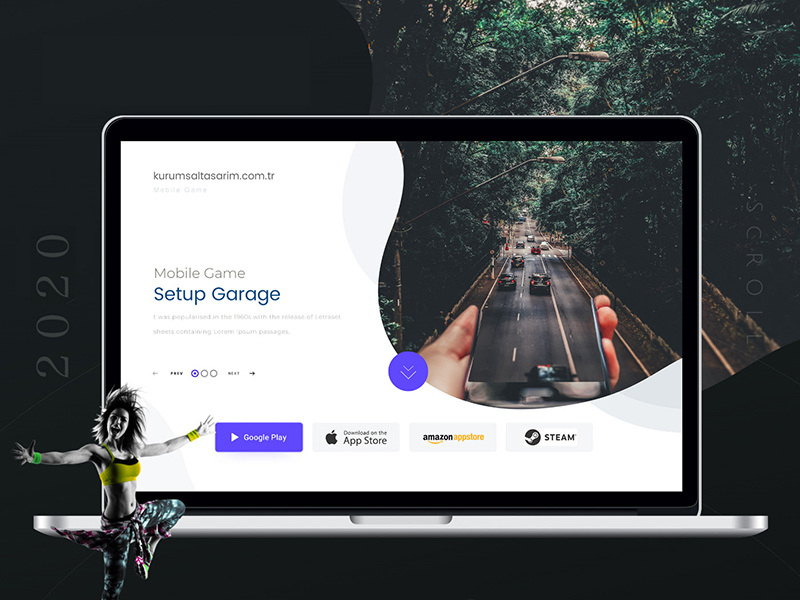 2020
SCROLL
kurumsaltasarim.com.tr
Mobile Game
Mobile Game
Setup Garage
I was popularised in the 1960s with the release of Letraset
sheets containing Lorem Ipsum passages.
PREV
NEXT
Google Play
Download on the
App Store
amazon appstore
STEAM